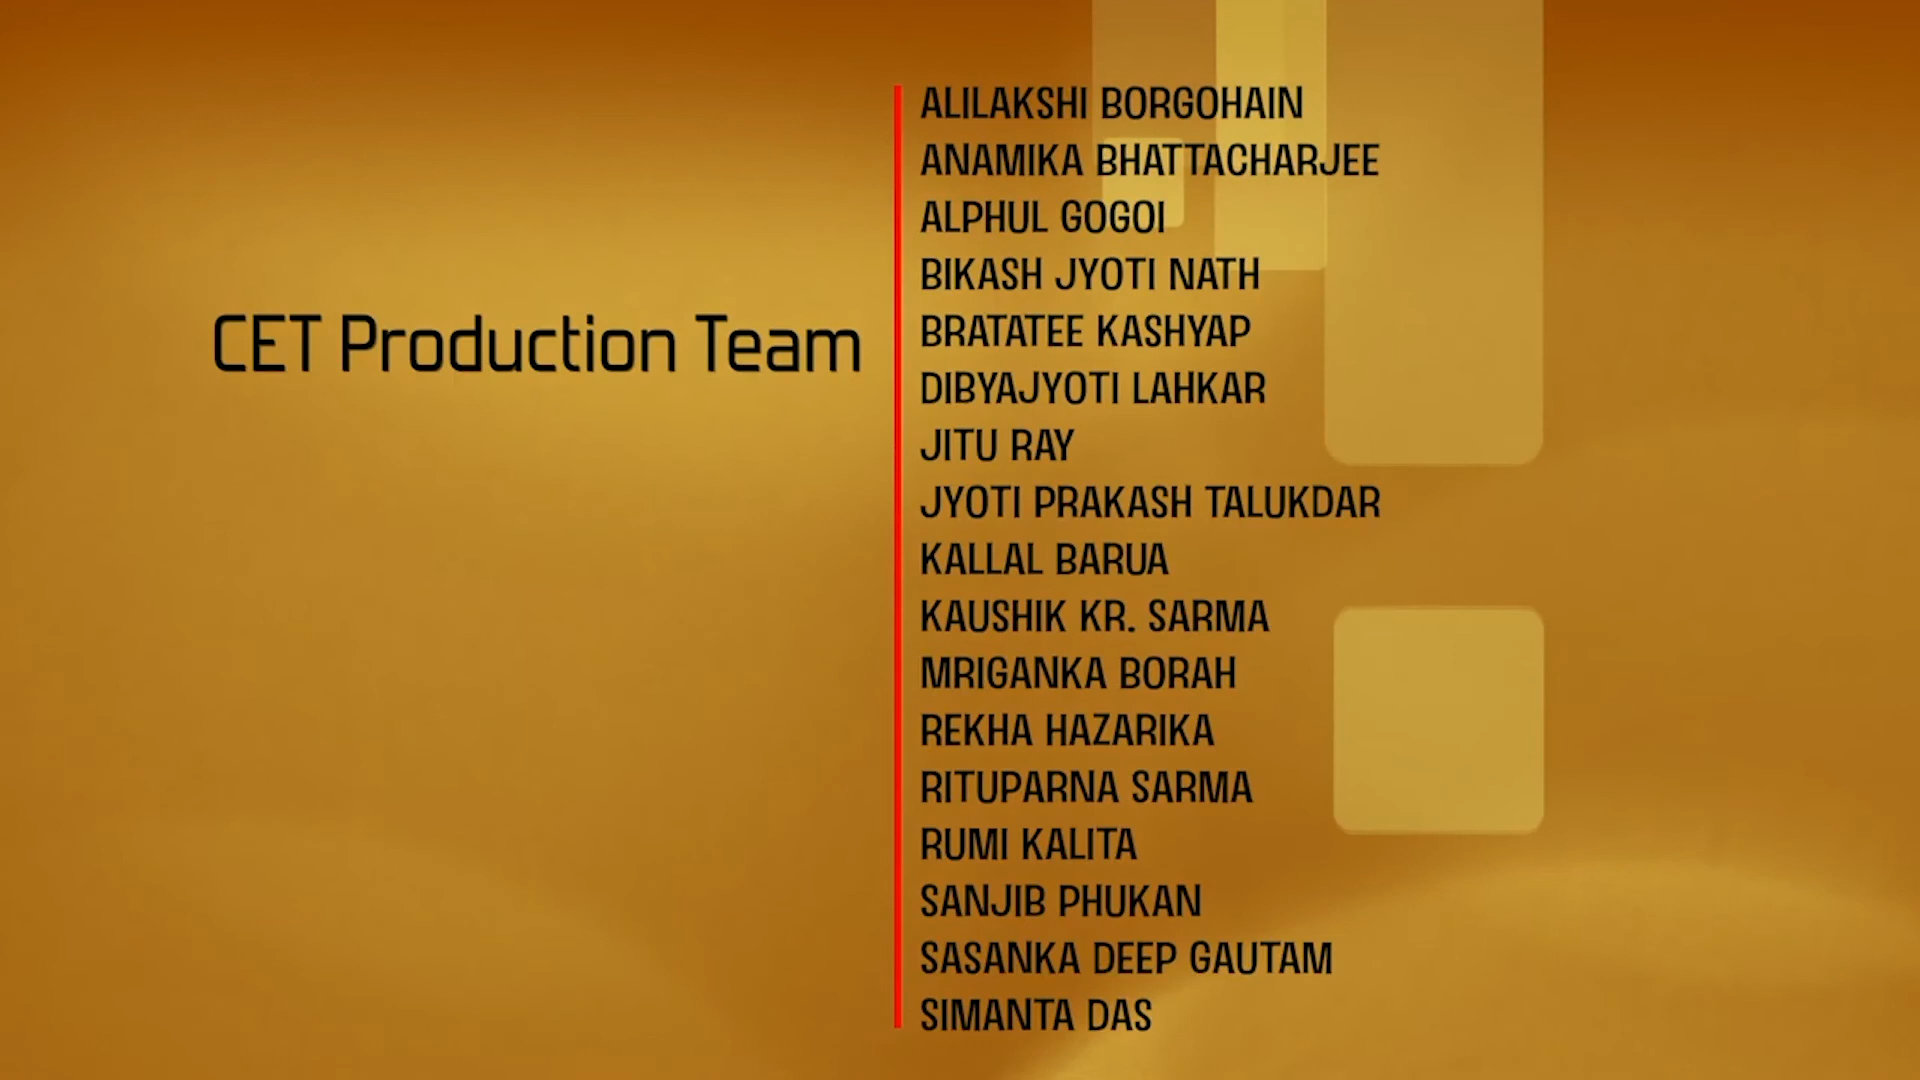 CET Production Team
ALILAKSHI BORGOHAIN
ANAMIKA BHATTACHARJEE
ALPHUL GOGOI
BIKASH JYOTI NATH
BRATATEE KASHYAP
DIBYAJYOTI LAHKAR
JITU RAY
JYOTI PRAKASH TALUKDAR
KALLAL BARUA
KAUSHIK KR. SARMA
MRIGANKA BORAH
REKHA HAZARIKA
RITUPARNA SARMA
RUMI KALITA
SANJIB PHUKAN
SASANKA DEEP GAUTAM
SIMANTA DAS